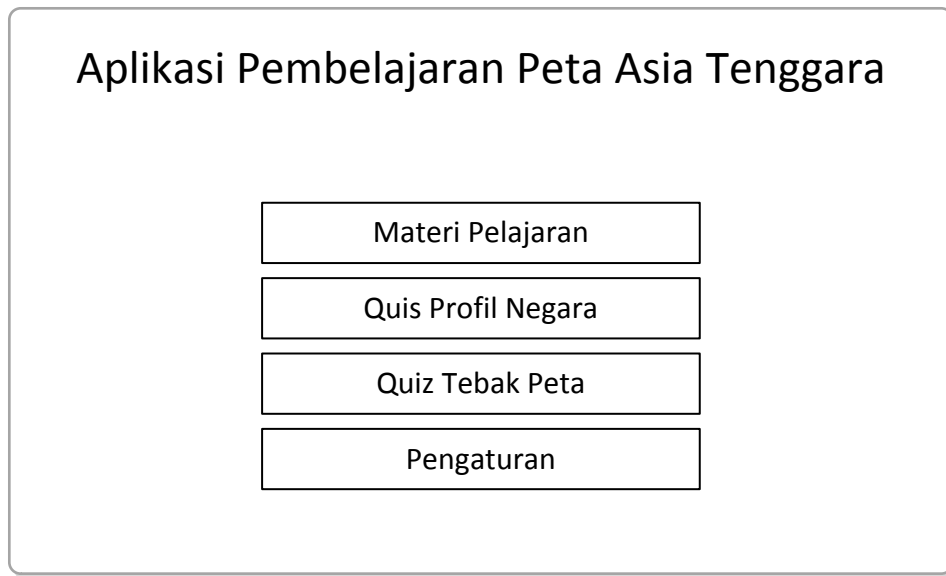 Aplikasi Pembelajaran Peta Asia Tenggara
Materi Pelajaran
Quis Profil Negara
Quiz Tebak Peta
Pengaturan